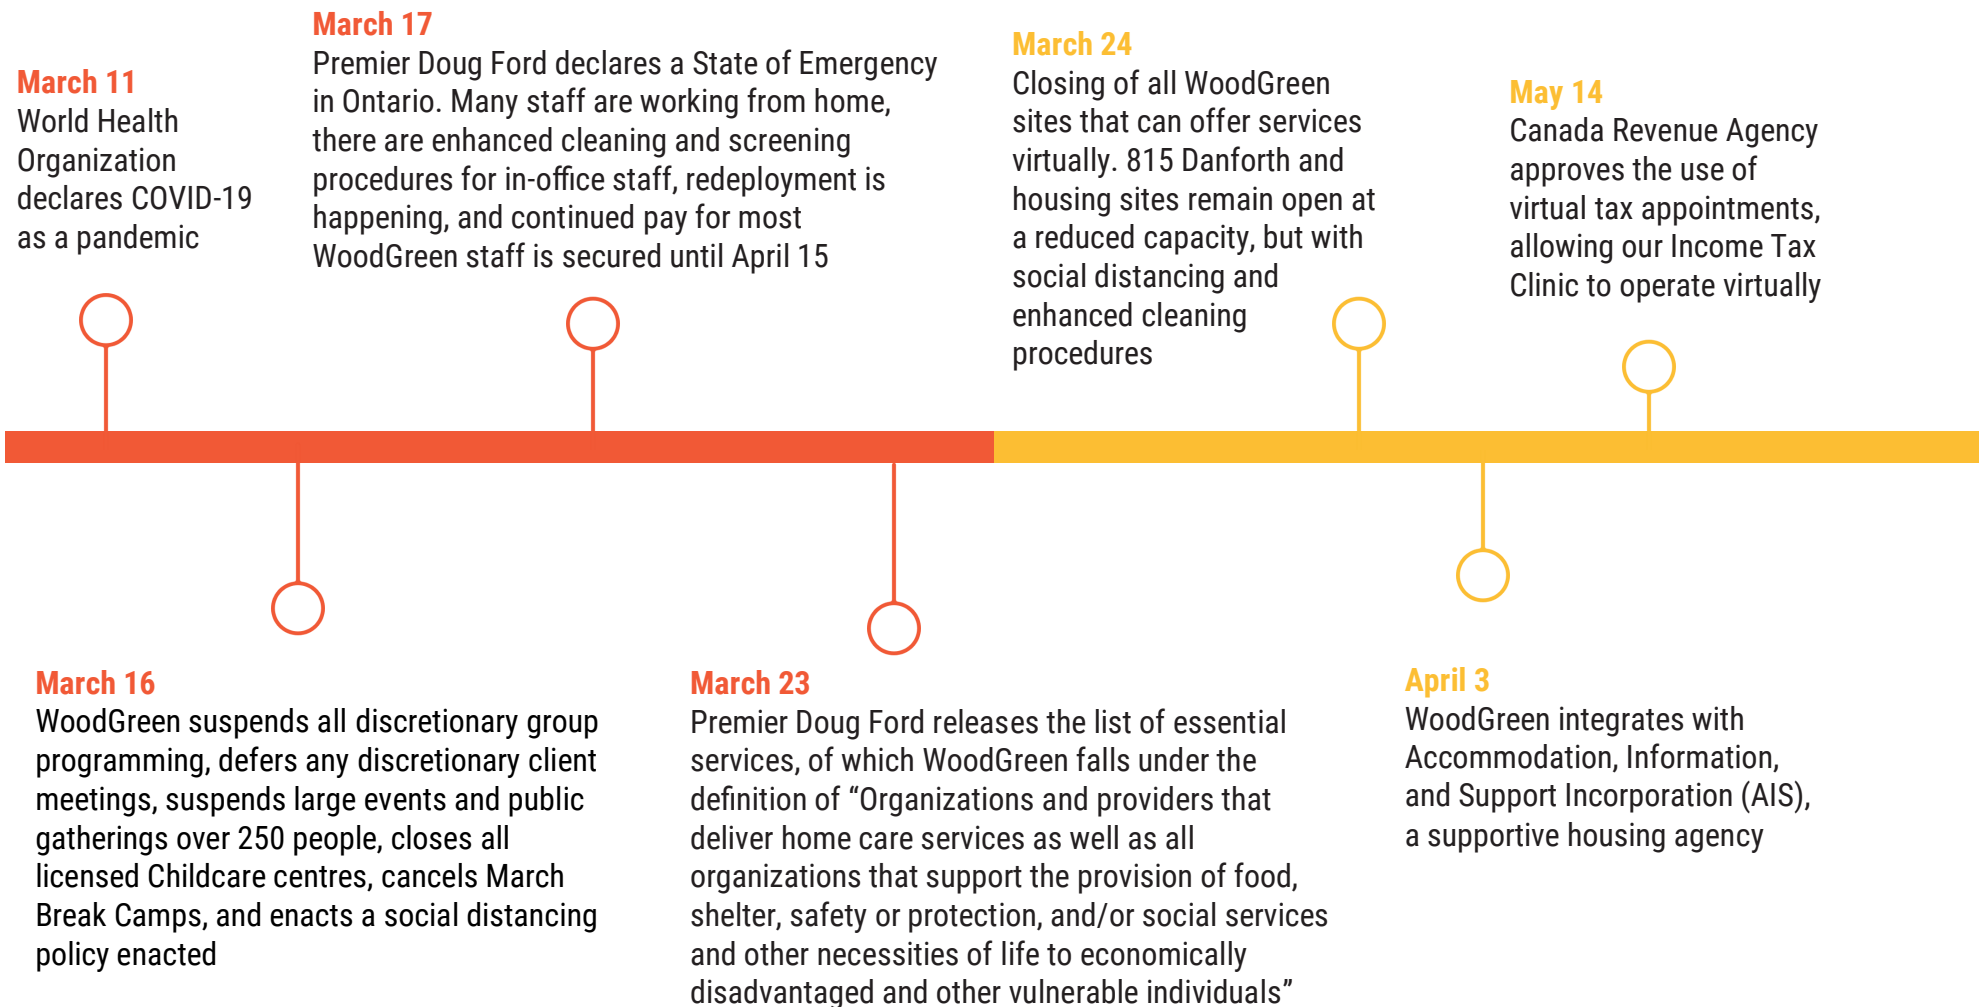 March 11
World Health
Organization
declares COVID-19
as a pandemic
March 17
Premier Doug Ford declares a State of Emergency
in Ontario. Many staff are working from home,
there are enhanced cleaning and screening
procedures for in-office staff, redeployment is
happening, and continued pay for most
WoodGreen staff is secured until April 15
March 24
Closing of all WoodGreen
sites that can offer services
virtually. 815 Danforth and
housing sites remain open at
a reduced capacity, but with
social distancing and
enhanced cleaning
procedures
May 14
Canada Revenue Agency
approves the use of
virtual tax appointments,
allowing our Income Tax
Clinic to operate virtually
March 16
WoodGreen suspends all discretionary group
programming, defers any discretionary client
meetings, suspends large events and public
gatherings over 250 people, closes all
licensed Childcare centres, cancels March
Break Camps, and enacts a social distancing
policy enacted
March 23
Premier Doug Ford releases the list of essential
services, of which WoodGreen falls under the
definition of “Organizations and providers that
deliver home care services as well as all
organizations that support the provision of food,
shelter, safety or protection, and/or social services
and other necessities of life to economically
disadvantaged and other vulnerable individuals”
April 3
WoodGreen integrates with
Accommodation, Information,
and Support Incorporation (AIS),
a supportive housing agency